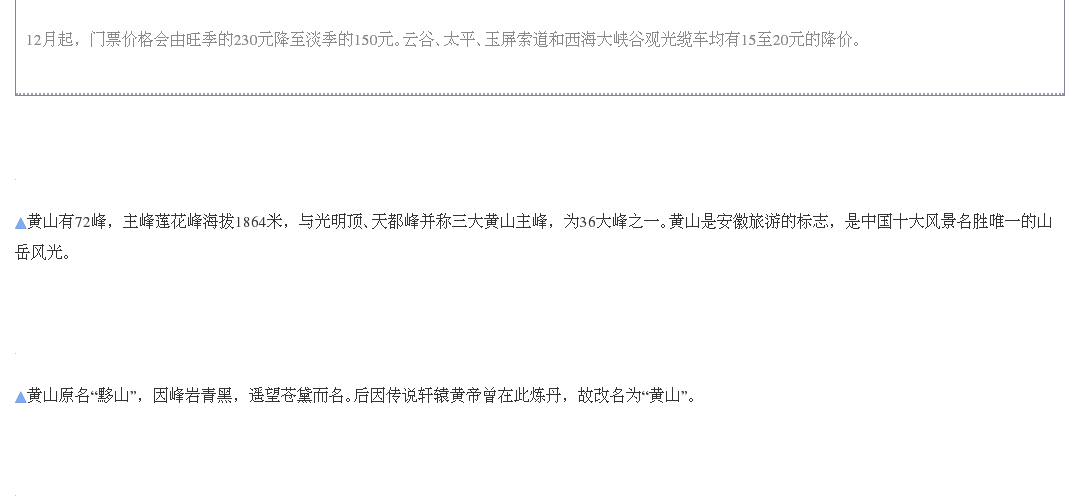 12月起，门票价格会由旺季的230元降至淡季的150元。云谷、太平、玉屏索道和西海大峡谷观光缆车均有15至20元的降价。
▲黄山有72峰，主峰莲花峰海拔1864米，与光明顶、天都峰并称三大黄山主峰，为36大峰之一。黄山是安徽旅游的标志，是中国十大风景名胜唯一的山
岳风光。
▲黄山原名“黟山”，因峰岩青黑，遥望苍黛而名。后因传说轩辕黄帝曾在此炼丹，故改名为“黄山”。